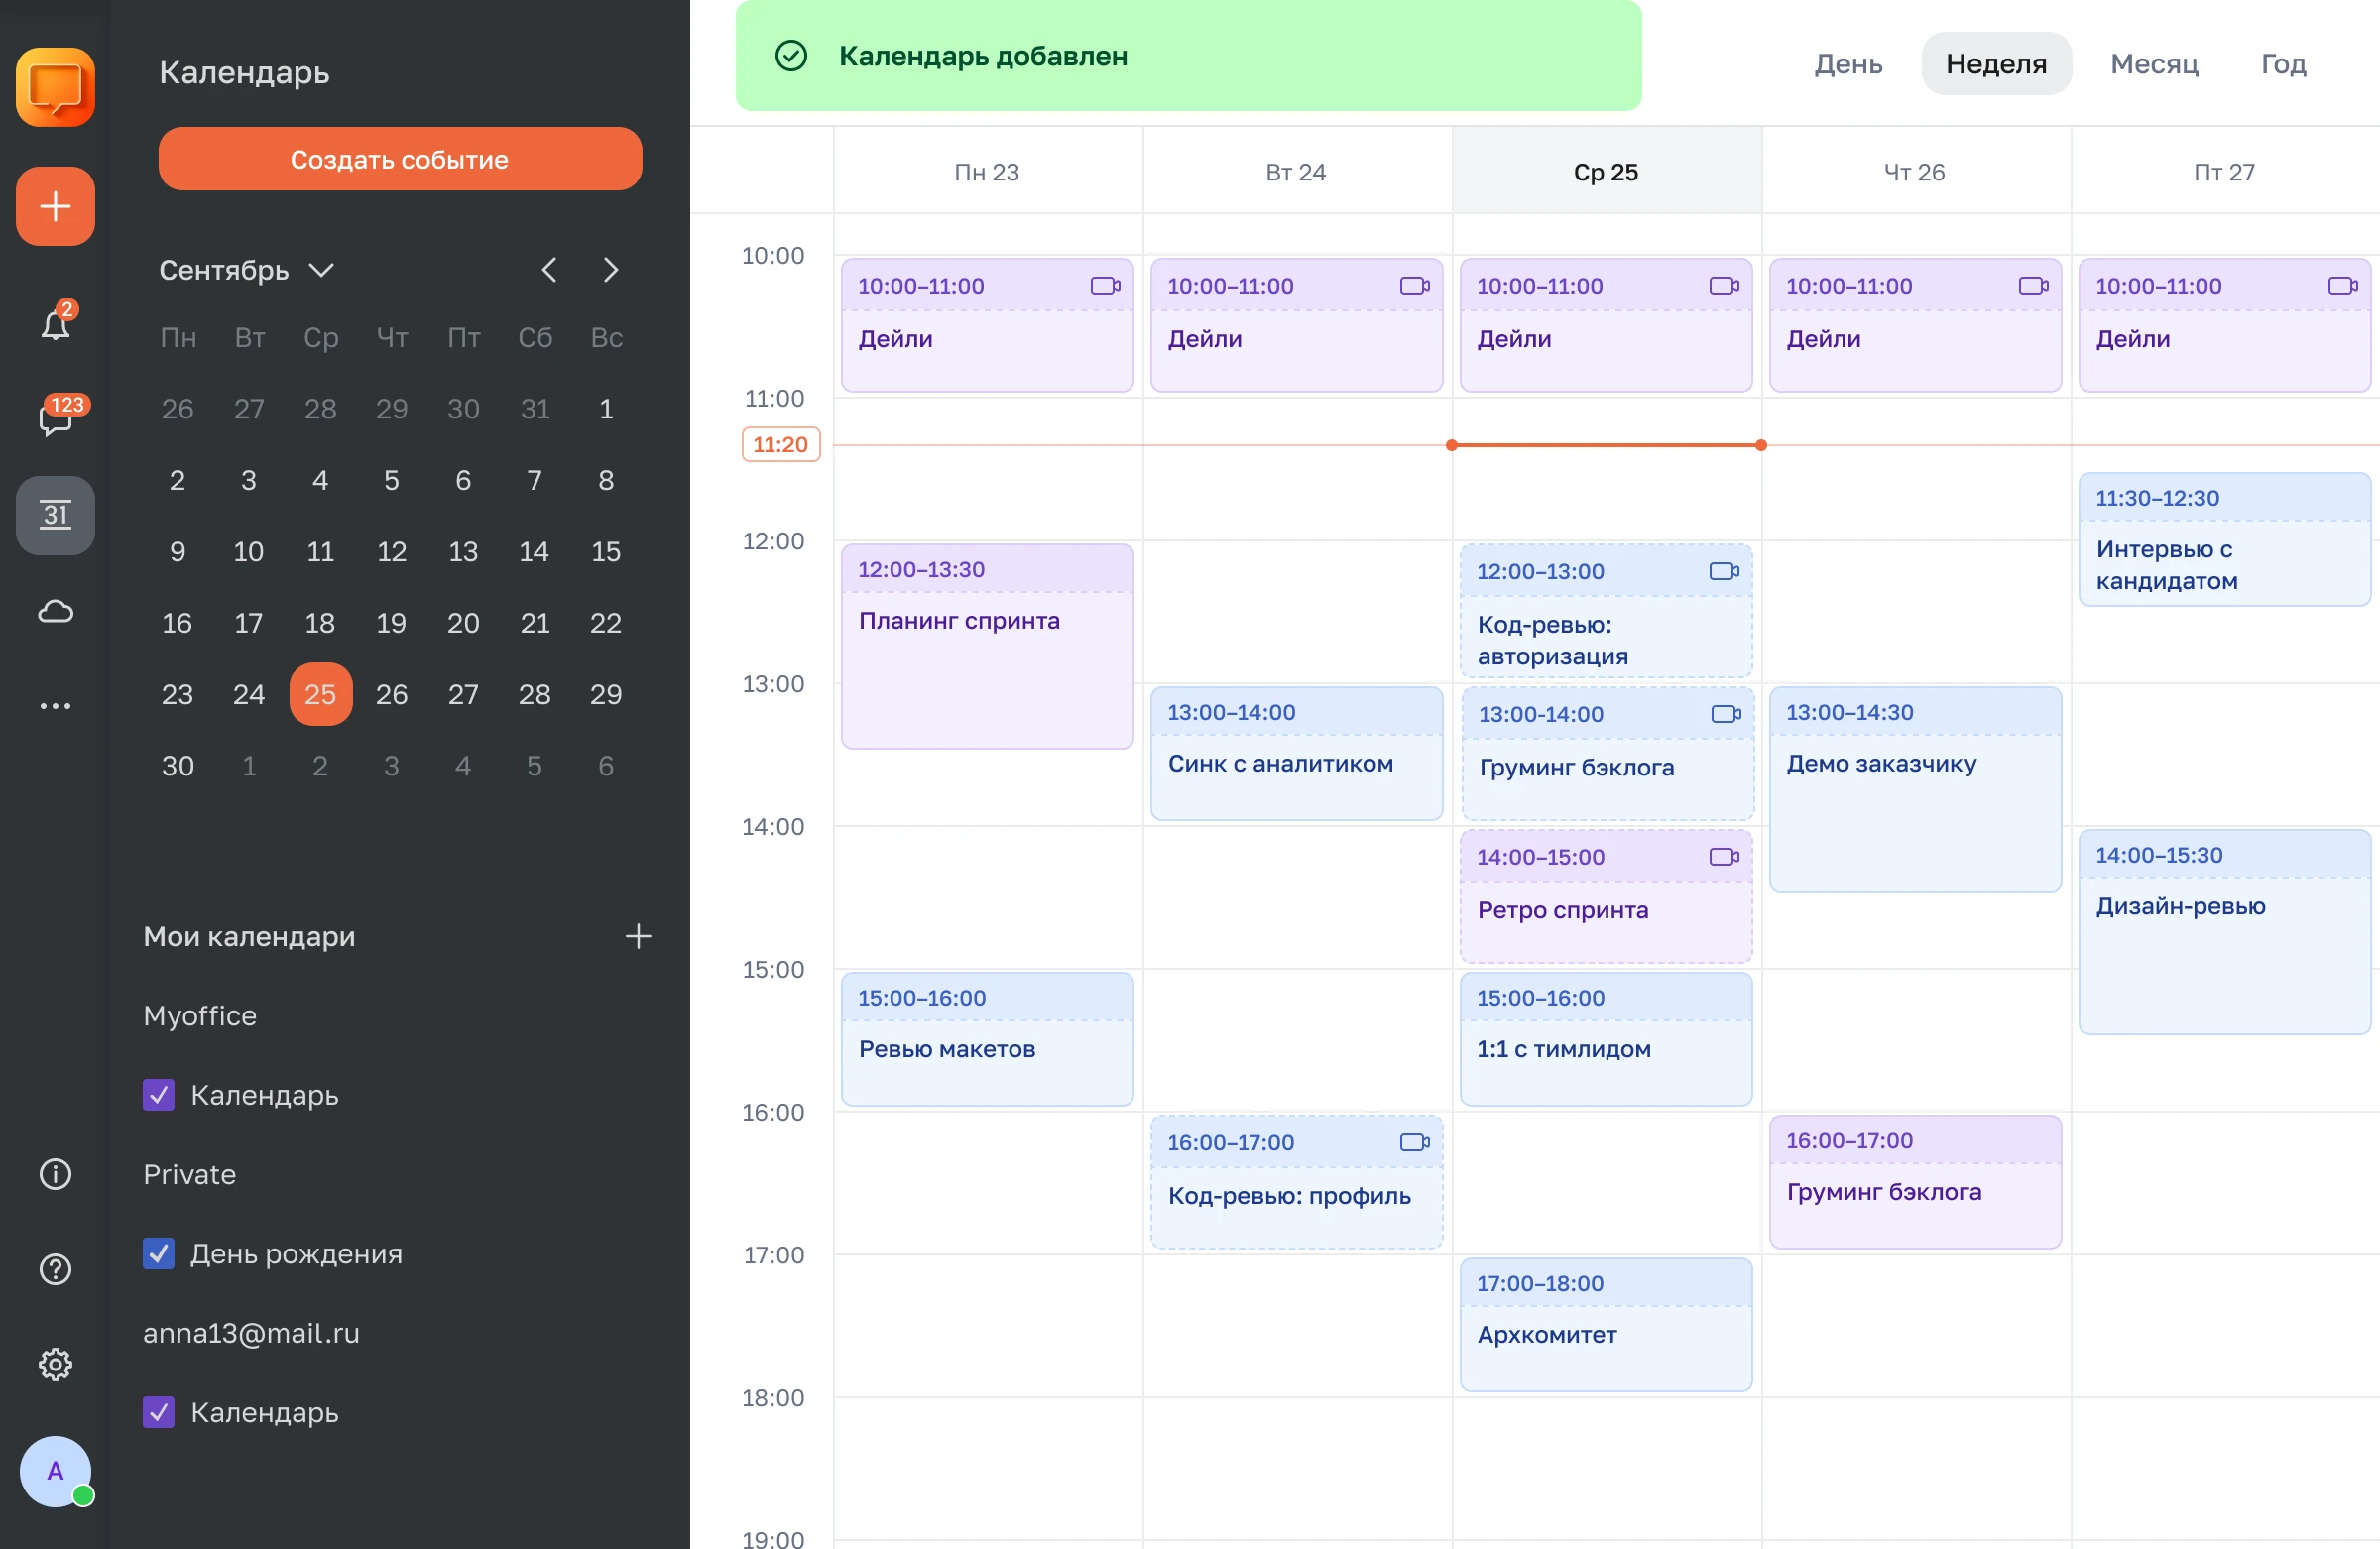 Календарь
Создать событие
Сентябрь
Пн Вт Ср Чт Пт Сб Вс
26 27 28 29 30 31 1
2 3 4 5 6 7 8
9 10 11 12 13 14 15
16 17 18 19 20 21 22
23 24 25 26 27 28 29
30 1 2 3 4 5 6
Мои календари
Myoffice
Календарь
Private
День рождения
anna13@mail.ru
Календарь
2
123
31
A
Календарь добавлен
День Неделя Месяц Год
Пн 23 Вт 24 Ср 25 Чт 26 Пт 27
10:00
11:00
11:20
12:00
13:00
14:00
15:00
16:00
17:00
18:00
19:00
10:00–11:00
Дейли
12:00–13:30
Планинг спринта
15:00–16:00
Ревью макетов
10:00–11:00
Дейли
13:00–14:00
Синк с аналитиком
16:00–17:00
Код-ревью: профиль
10:00–11:00
Дейли
12:00–13:00
Код-ревью:
авторизация
13:00-14:00
Груминг бэклога
14:00–15:00
Ретро спринта
15:00–16:00
1:1 с тимлидом
17:00–18:00
Архкомитет
10:00–11:00
Дейли
13:00–14:30
Демо заказчику
16:00–17:00
Груминг бэклога
10:00–11:00
Дейли
11:30–12:30
Интервью с
кандидатом
14:00–15:30
Дизайн-ревью